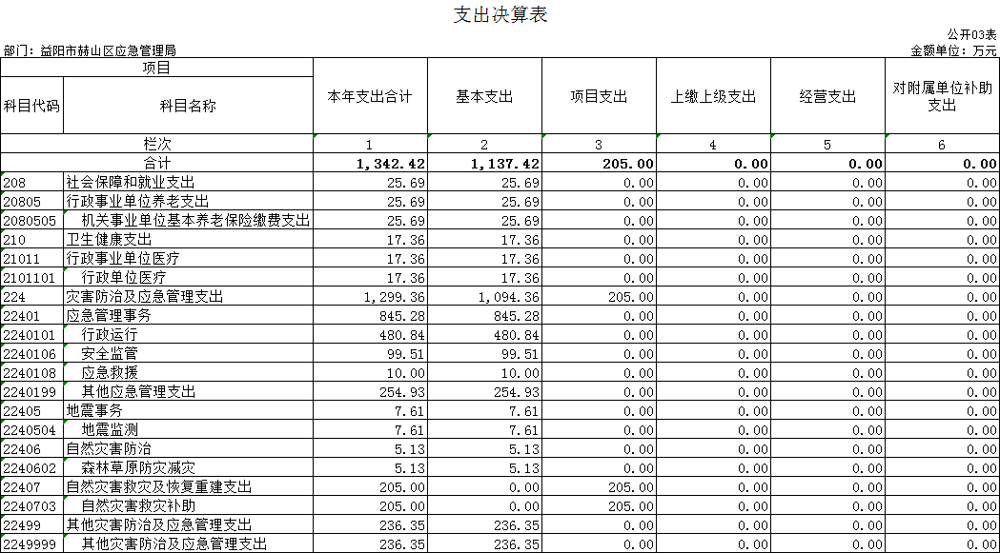 支出决算表
公开03表
部门：益阳市赫山区应急管理局 金额单位：万元
项目 本年支出合计 基本支出 项目支出 上缴上级支出 经营支出 对附属单位补助支出
科目代码 科目名称
栏次 1 2 3 4 5 6
合计 1,342.42 1,137.42 205.00 0.00 0.00 0.00
208 社会保障和就业支出 25.69 25.69 0.00 0.00 0.00 0.00
20805 行政事业单位养老支出 25.69 25.69 0.00 0.00 0.00 0.00
2080505 机关事业单位基本养老保险缴费支出 25.69 25.69 0.00 0.00 0.00 0.00
210 卫生健康支出 17.36 17.36 0.00 0.00 0.00 0.00
21011 行政事业单位医疗 17.36 17.36 0.00 0.00 0.00 0.00
2101101 行政单位医疗 17.36 17.36 0.00 0.00 0.00 0.00
224 灾害防治及应急管理支出 1,299.36 1,094.36 205.00 0.00 0.00 0.00
22401 应急管理事务 845.28 845.28 0.00 0.00 0.00 0.00
2240101 行政运行 480.84 480.84 0.00 0.00 0.00 0.00
2240106 安全监管 99.51 99.51 0.00 0.00 0.00 0.00
2240108 应急救援 10.00 10.00 0.00 0.00 0.00 0.00
2240199 其他应急管理支出 254.93 254.93 0.00 0.00 0.00 0.00
22405 地震事务 7.61 7.61 0.00 0.00 0.00 0.00
2240504 地震监测 7.61 7.61 0.00 0.00 0.00 0.00
22406 自然灾害防治 5.13 5.13 0.00 0.00 0.00 0.00
2240602 森林草原防灾减灾 5.13 5.13 0.00 0.00 0.00 0.00
22407 自然灾害救灾及恢复重建支出 205.00 0.00 205.00 0.00 0.00 0.00
2240703 自然灾害救灾补助 205.00 0.00 205.00 0.00 0.00 0.00
22499 其他灾害防治及应急管理支出 236.35 236.35 0.00 0.00 0.00 0.00
2249999 其他灾害防治及应急管理支出 236.35 236.35 0.00 0.00 0.00 0.00